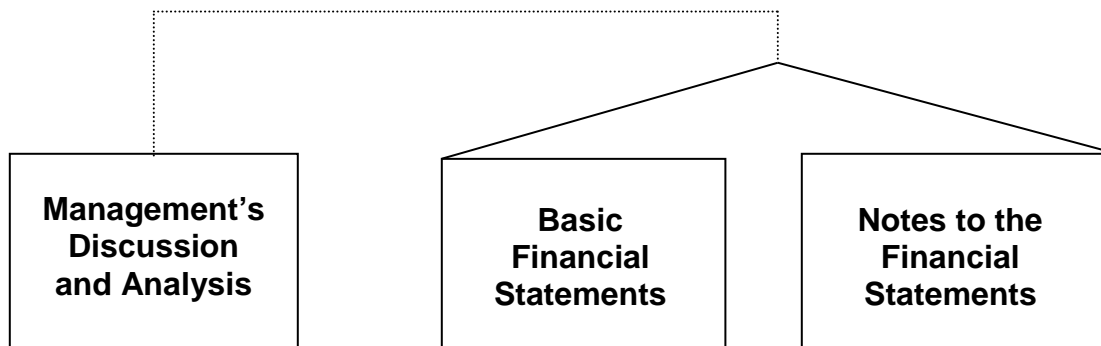 Management’s
Discussion
and Analysis
Basic
Financial
Statements
Notes to the
Financial
Statements